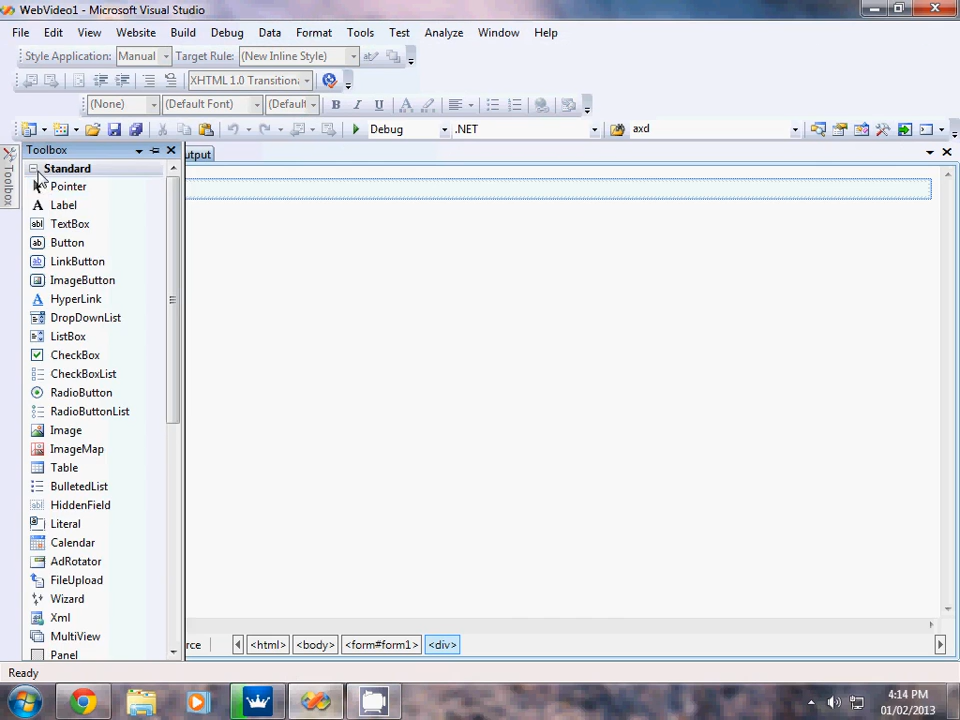 WebVideo1 - Microsoft Visual Studio
File Edit View Website Build Debug Data Format Tools Test Analyze Window Help
Style Application: Manual Target Rule: (New Inline Style)
XHTML 1.0 Transition
(None) (Default Font) (Default
B I U A
Debug .NET axd
Toolbox
utput
Toolbox
Standard
Pointer
A Label
abl TextBox
ab Button
ab LinkButton
ImageButton
A HyperLink
DropDownList
ListBox
CheckBox
CheckBoxList
RadioButton
RadioButtonList
Image
ImageMap
Table
BulletedList
abl HiddenField
Literal
Calendar
AdRotator
FileUpload
Wizard
Xml
MultiView
Panel
rce <html> <body> <form#form1> <div>
Ready
4:14 PM
01/02/2013